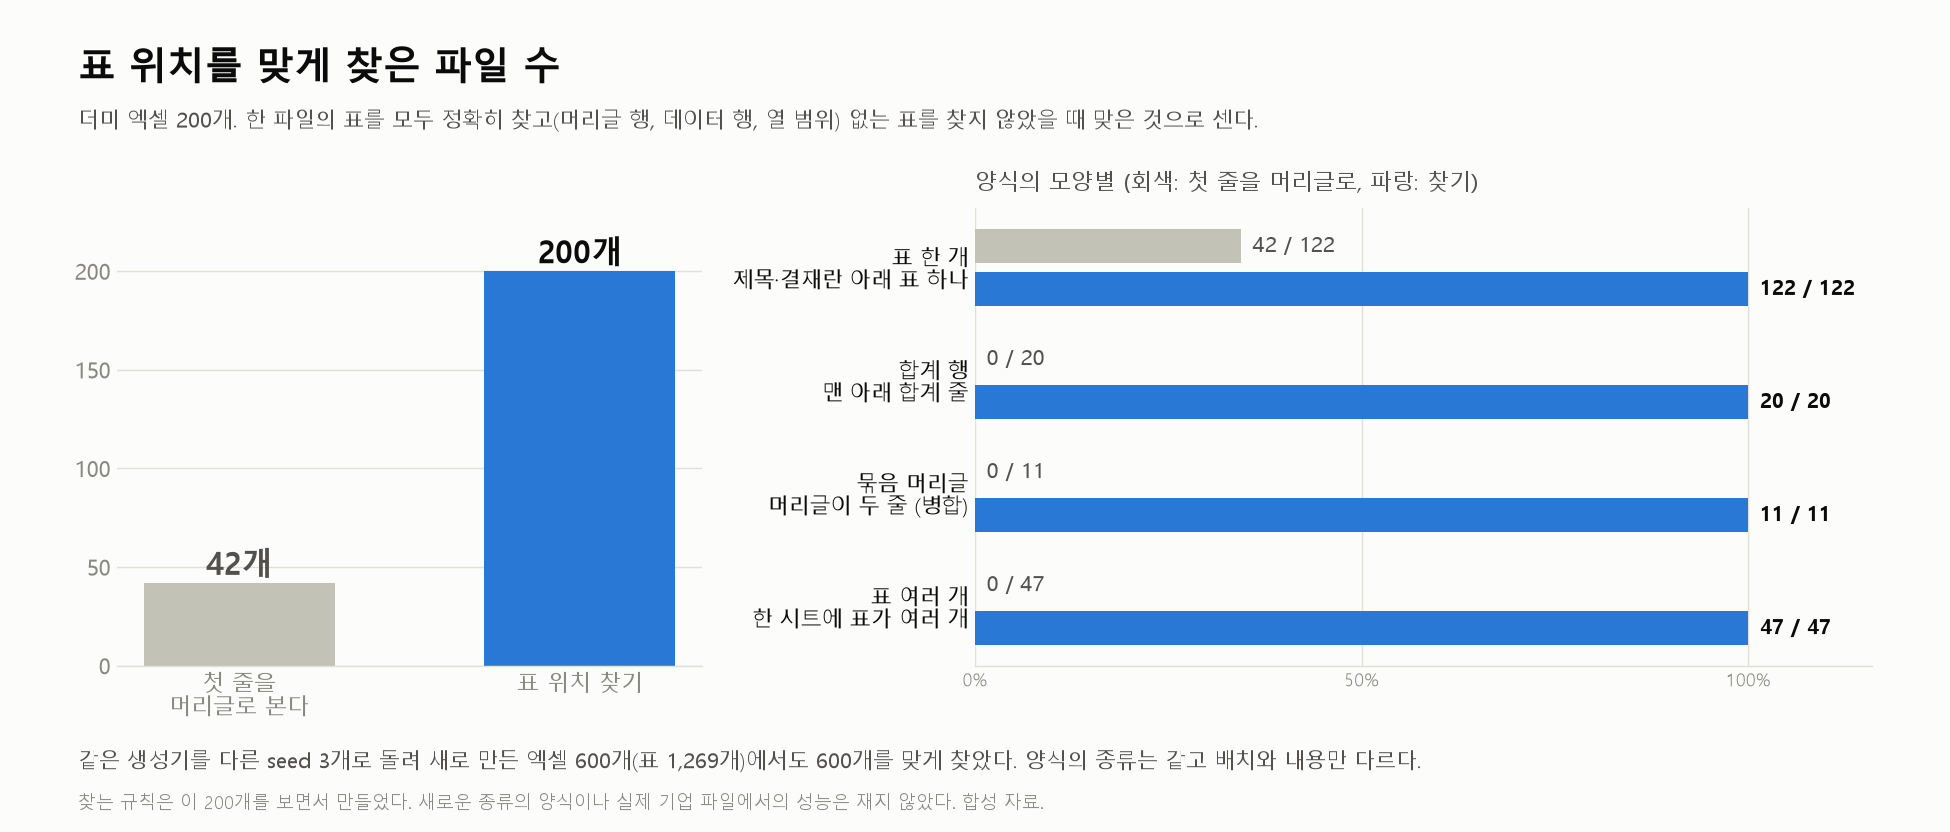 표 위치를 맞게 찾은 파일 수
더미 엑셀 200개. 한 파일의 표를 모두 정확히 찾고(머리글 행, 데이터 행, 열 범위) 없는 표를 찾지 않았을 때 맞은 것으로 센다.
200
150
100
50
0
42개
200개
첫 줄을
머리글로 본다
표 위치 찾기
양식의 모양별 (회색: 첫 줄을 머리글로, 파랑: 찾기)
표 한 개
제목·결재란 아래 표 하나
42 / 122
122 / 122
합계 행
맨 아래 합계 줄
0 / 20
20 / 20
묶음 머리글
머리글이 두 줄 (병합)
0 / 11
11 / 11
표 여러 개
한 시트에 표가 여러 개
0 / 47
47 / 47
0%
50%
100%
같은 생성기를 다른 seed 3개로 돌려 새로 만든 엑셀 600개(표 1,269개)에서도 600개를 맞게 찾았다. 양식의 종류는 같고 배치와 내용만 다르다.
찾는 규칙은 이 200개를 보면서 만들었다. 새로운 종류의 양식이나 실제 기업 파일에서의 성능은 재지 않았다. 합성 자료.